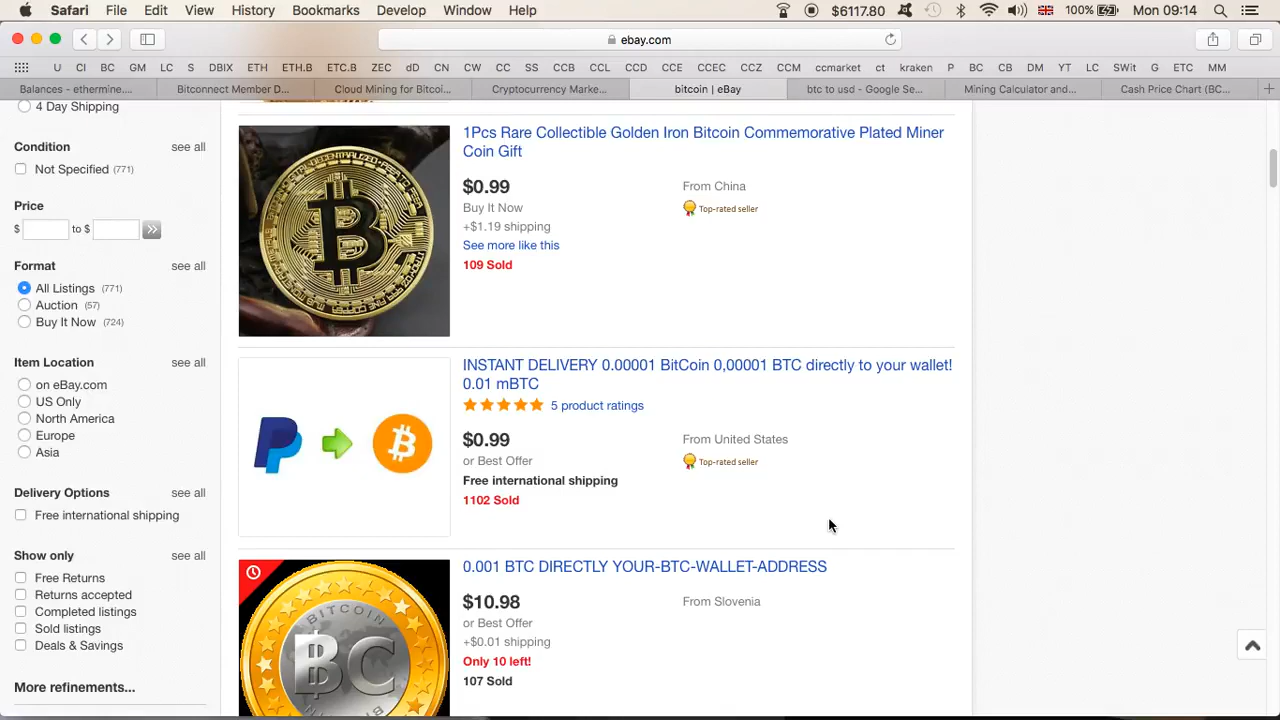 Safari File Edit View History Bookmarks Develop Window Help $6117.80 100% Mon 09:14
ebay.com
U CI BC GM LC S DBIX ETH ETH.B ETC.B ZEC dD CN CW CC SS CCB CCL CCD CCE CCEC CCZ CCM ccmarket ct kraken P BC CB DM YT LC SWit G ETC MM
Balances - ethermine.... Bitconnect Member D... Cloud Mining for Bitcoi... Cryptocurrency Marke... bitcoin | eBay btc to usd - Google Se... Mining Calculator and... Cash Price Chart (BC...
4 Day Shipping
Condition see all
Not Specified (771)
Price
$ to $
Format see all
All Listings (771)
Auction (57)
Buy It Now (724)
Item Location see all
on eBay.com
US Only
North America
Europe
Asia
Delivery Options see all
Free international shipping
Show only see all
Free Returns
Returns accepted
Completed listings
Sold listings
Deals & Savings
More refinements...
1Pcs Rare Collectible Golden Iron Bitcoin Commemorative Plated Miner
Coin Gift
$0.99 From China
Buy It Now Top-rated seller
+$1.19 shipping
See more like this
109 Sold
INSTANT DELIVERY 0.00001 BitCoin 0,00001 BTC directly to your wallet!
0.01 mBTC
5 product ratings
$0.99 From United States
or Best Offer Top-rated seller
Free international shipping
1102 Sold
0.001 BTC DIRECTLY YOUR-BTC-WALLET-ADDRESS
$10.98 From Slovenia
or Best Offer
+$0.01 shipping
Only 10 left!
107 Sold
BITCOIN
BC